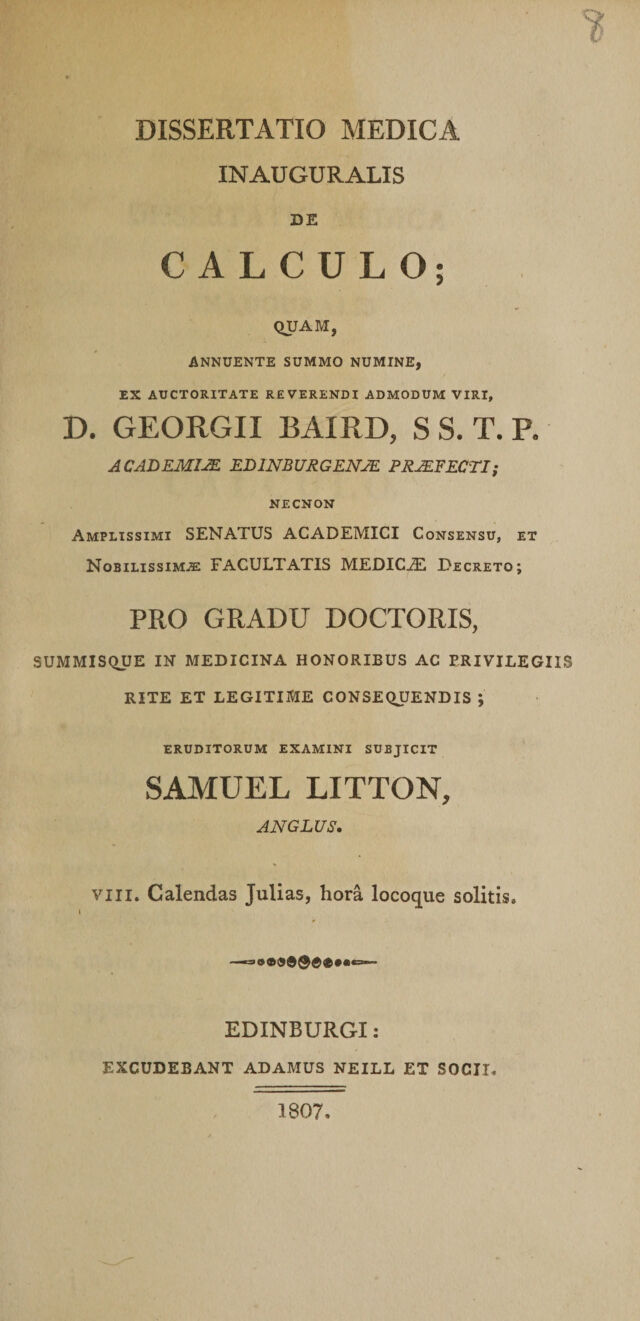 8
DISSERTATIO MEDICA
INAUGURALIS
DE
CALCULO;
QUAM,
ANNUENTE SUMMO NUMINE,
EX AUCTORITATE REVERENDI ADMODUM VIRI,
D. GEORGII BAIRD, S S. T. P.
ACADEMIÆ EDINBURGENÆ PRÆFECTI;
NECNON
AMPLISSIMI SENATUS ACADEMICI CONSENSU, ET
NOBILISSIMÆ FACULTATIS MEDICÆ DECRETO;
PRO GRADU DOCTORIS,
SUMMISQUE IN MEDICINA HONORIBUS AC PRIVILEGIIS
RITE ET LEGITIME CONSEQUENDIS;
ERUDITORUM EXAMINI SUBJICIT
SAMUEL LITTON,
ANGLUS.
VIII. Calendas Julias, horâ locoque solitis.
EDINBURGI:
EXCUDEBANT ADAMUS NEILL ET SOCII.
1807.